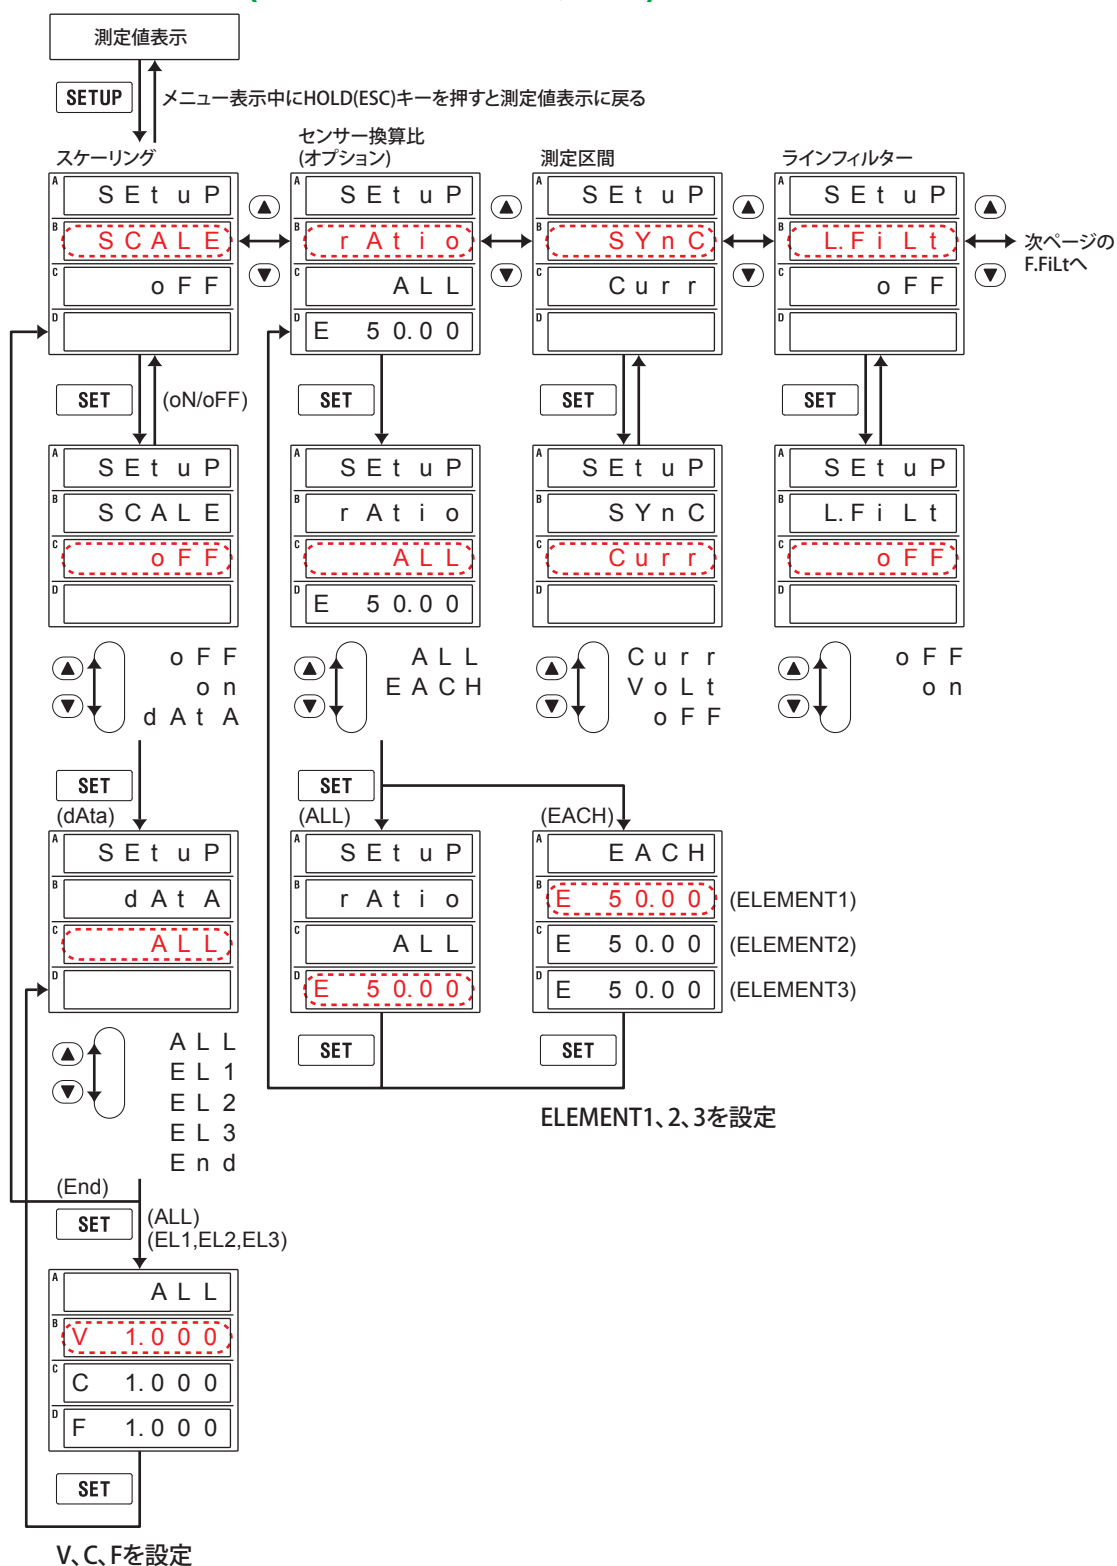 測定値表示
SETUP
メニュー表示中にHOLD(ESC)キーを押すと測定値表示に戻る
スケーリング
A SEtuP
B SCALE
C oFF
D
センサー換算比
(オプション)
A SEtuP
B rAtio
C ALL
D E 50.00
測定区間
A SEtuP
B SYnC
C Curr
D
ラインフィルター
A SEtuP
B L.FiLt
C oFF
D
次ページの
F.FiLtへ
SET
(oN/oFF)
SET
SET
SET
A SEtuP
B SCALE
C oFF
D
A SEtuP
B rAtio
C ALL
D E 50.00
A SEtuP
B SYnC
C Curr
D
A SEtuP
B L.FiLt
C oFF
D
oFF
on
dAtA
ALL
EACH
Curr
VoLt
oFF
oFF
on
SET
(dAta)
A SEtuP
B dAtA
C ALL
D
SET
(ALL)
A SEtuP
B rAtio
C ALL
D E 50.00
SET
(EACH)
A EACH
B E 50.00 (ELEMENT1)
C E 50.00 (ELEMENT2)
D E 50.00 (ELEMENT3)
SET
ELEMENT1、2、3を設定
ALL
EL1
EL2
EL3
End
(End)
SET
(ALL)
(EL1,EL2,EL3)
A ALL
B V 1.000
C C 1.000
D F 1.000
SET
V、C、Fを設定